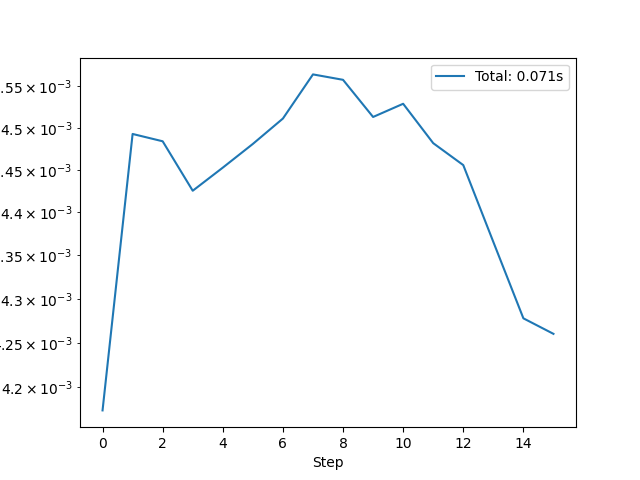 Total: 0.071s
.55 × 10⁻³
4.5 × 10⁻³
.45 × 10⁻³
4.4 × 10⁻³
.35 × 10⁻³
4.3 × 10⁻³
.25 × 10⁻³
4.2 × 10⁻³
0 2 4 6 8 10 12 14
Step